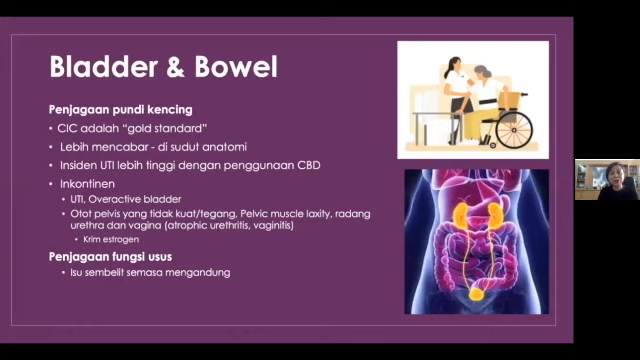 Bladder & Bowel
Penjagaan pundi kencing
• CIC adalah “gold standard”
• Lebih mencabar - di sudut anatomi
• Insiden UTI lebih tinggi dengan penggunaan CBD
• Inkontinen
• UTI, Overactive bladder
• Otot pelvis yang tidak kuat/tegang, Pelvic muscle laxity, radang
urethra dan vagina (atrophic urethritis, vaginitis)
• Krim estrogen
Penjagaan fungsi usus
• Isu sembelit semasa mengandung